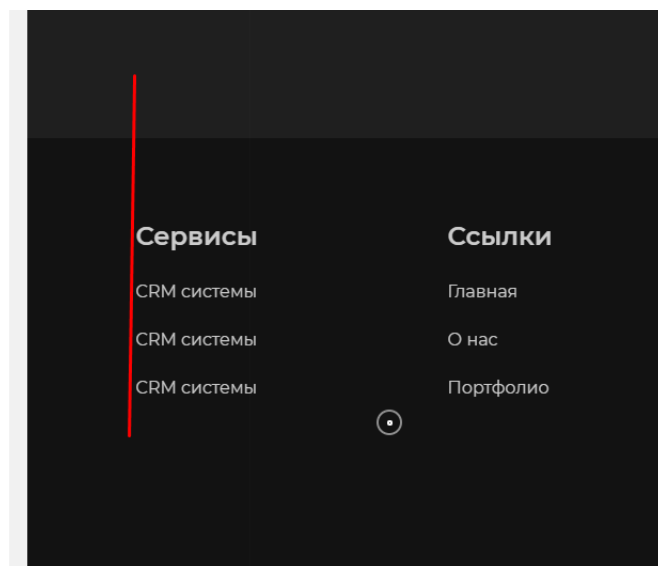 Сервисы
CRM системы
CRM системы
CRM системы
Ссылки
Главная
О нас
Портфолио